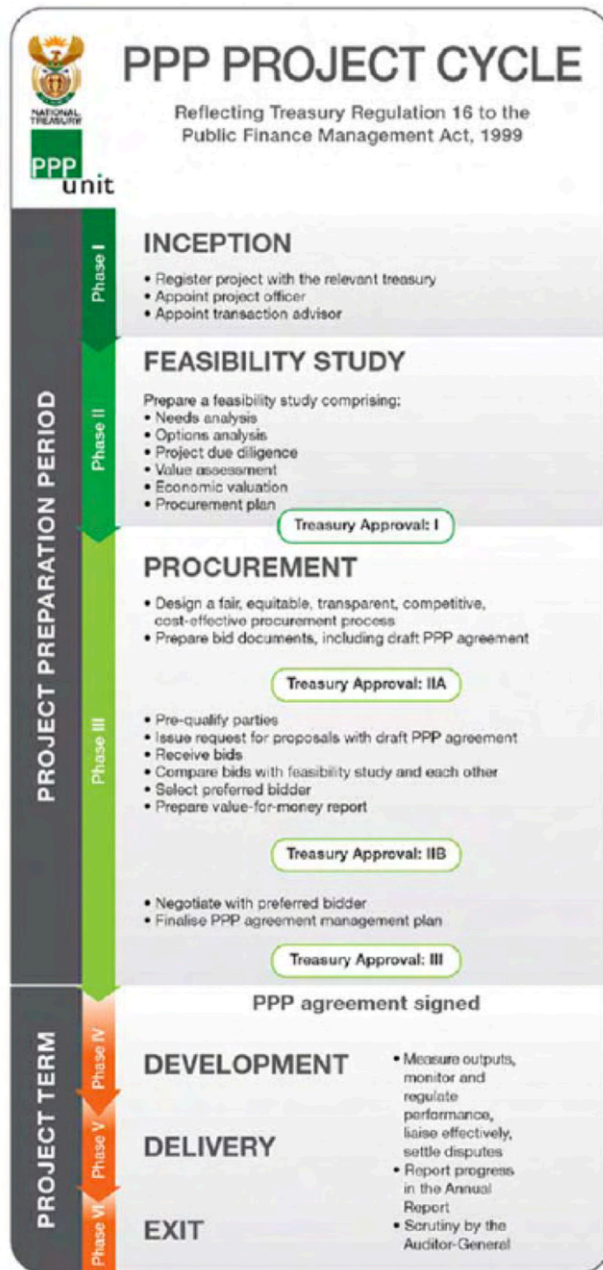 NATIONAL
TREASURY
PPP
unit
PPP PROJECT CYCLE
Reflecting Treasury Regulation 16 to the
Public Finance Management Act, 1999
PROJECT PREPARATION PERIOD
Phase I
INCEPTION
• Register project with the relevant treasury
• Appoint project officer
• Appoint transaction advisor
Phase II
FEASIBILITY STUDY
Prepare a feasibility study comprising:
• Needs analysis
• Options analysis
• Project due diligence
• Value assessment
• Economic valuation
• Procurement plan
Treasury Approval: I
Phase III
PROCUREMENT
• Design a fair, equitable, transparent, competitive,
cost-effective procurement process
• Prepare bid documents, including draft PPP agreement
Treasury Approval: IIA
• Pre-qualify parties
• Issue request for proposals with draft PPP agreement
• Receive bids
• Compare bids with feasibility study and each other
• Select preferred bidder
• Prepare value-for-money report
Treasury Approval: IIB
• Negotiate with preferred bidder
• Finalise PPP agreement management plan
Treasury Approval: III
PPP agreement signed
PROJECT TERM
Phase IV
DEVELOPMENT
Phase V
DELIVERY
Phase VI
EXIT
• Measure outputs,
monitor and
regulate
performance,
liaise effectively,
settle disputes
• Report progress
in the Annual
Report
• Scrutiny by the
Auditor-General